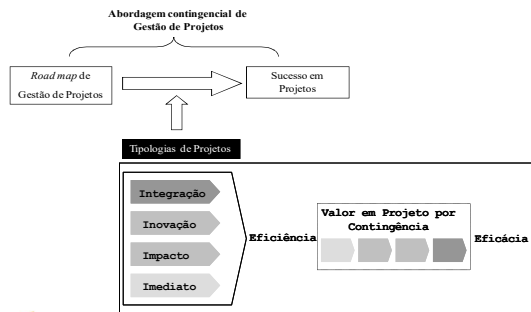 Abordagem contingencial de
Gestão de Projetos
Road map de
Gestão de Projetos
Sucesso em
Projetos
Tipologias de Projetos
Integração
Inovação
Impacto
Imediato
Eficiência
Valor em Projeto por
Contingência
Eficácia